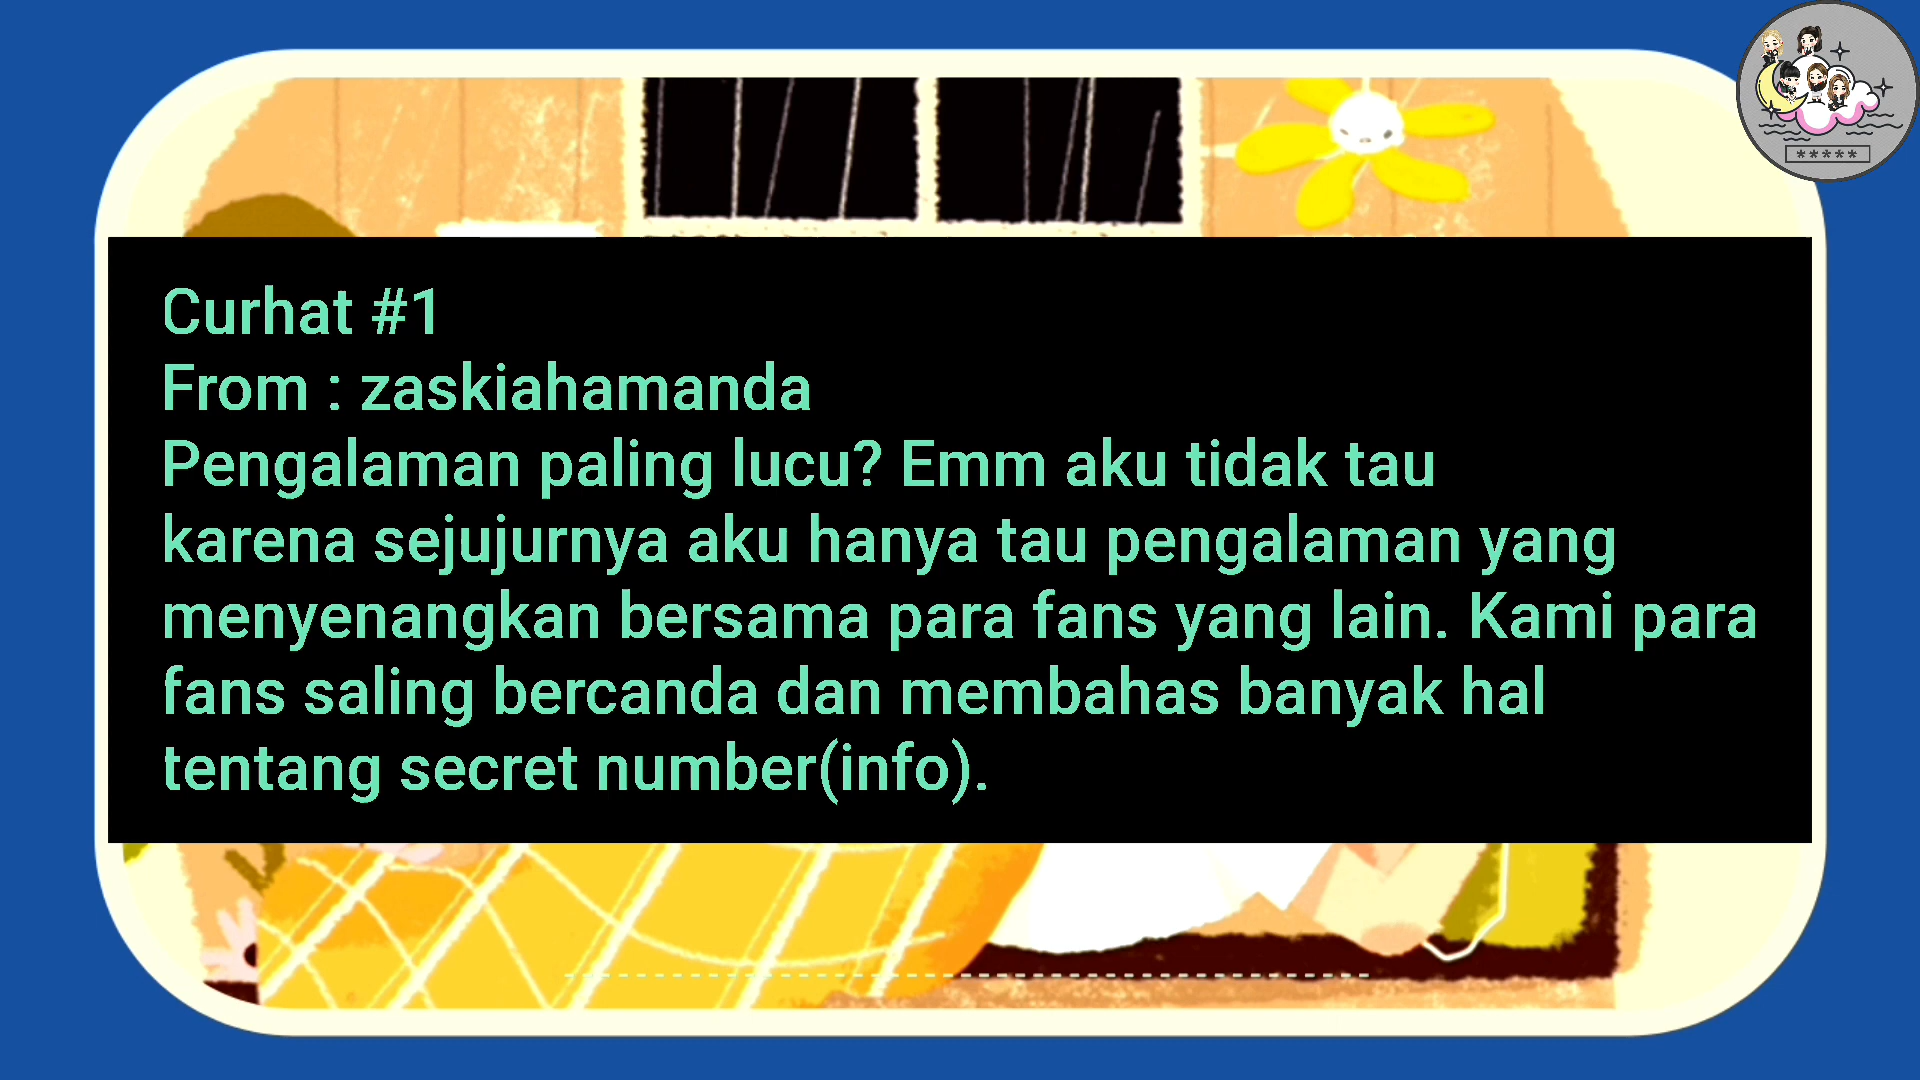 *****
Curhat #1
From : zaskiahamanda
Pengalaman paling lucu? Emm aku tidak tau
karena sejujurnya aku hanya tau pengalaman yang
menyenangkan bersama para fans yang lain. Kami para
fans saling bercanda dan membahas banyak hal
tentang secret number(info).